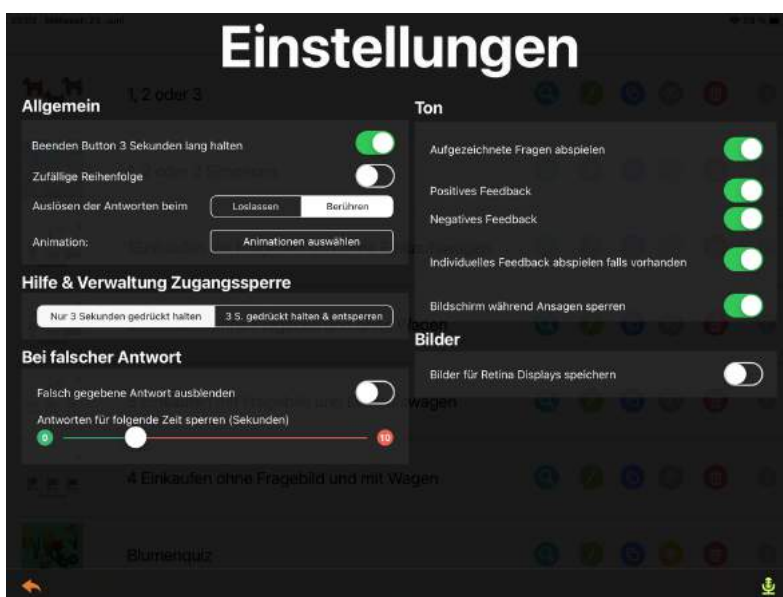 Einstellungen
1, 2 oder 3
Allgemein
Beenden Button 3 Sekunden lang halten
Zufällige Reihenfolge
Auslösen der Antworten beim
Loslassen
Berühren
Animation:
Animationen auswählen
Hilfe & Verwaltung Zugangssperre
Nur 3 Sekunden gedrückt halten
3 S. gedrückt halten & entsperren
Bei falscher Antwort
Falsch gegebene Antwort ausblenden
Antworten für folgende Zeit sperren (Sekunden)
0
10
Ton
Aufgezeichnete Fragen abspielen
Positives Feedback
Negatives Feedback
Individuelles Feedback abspielen falls vorhanden
Bildschirm während Ansagen sperren
Bilder
Bilder für Retina Displays speichern
4 Einkaufen ohne Fragebild und mit Wagen
Blumenquiz